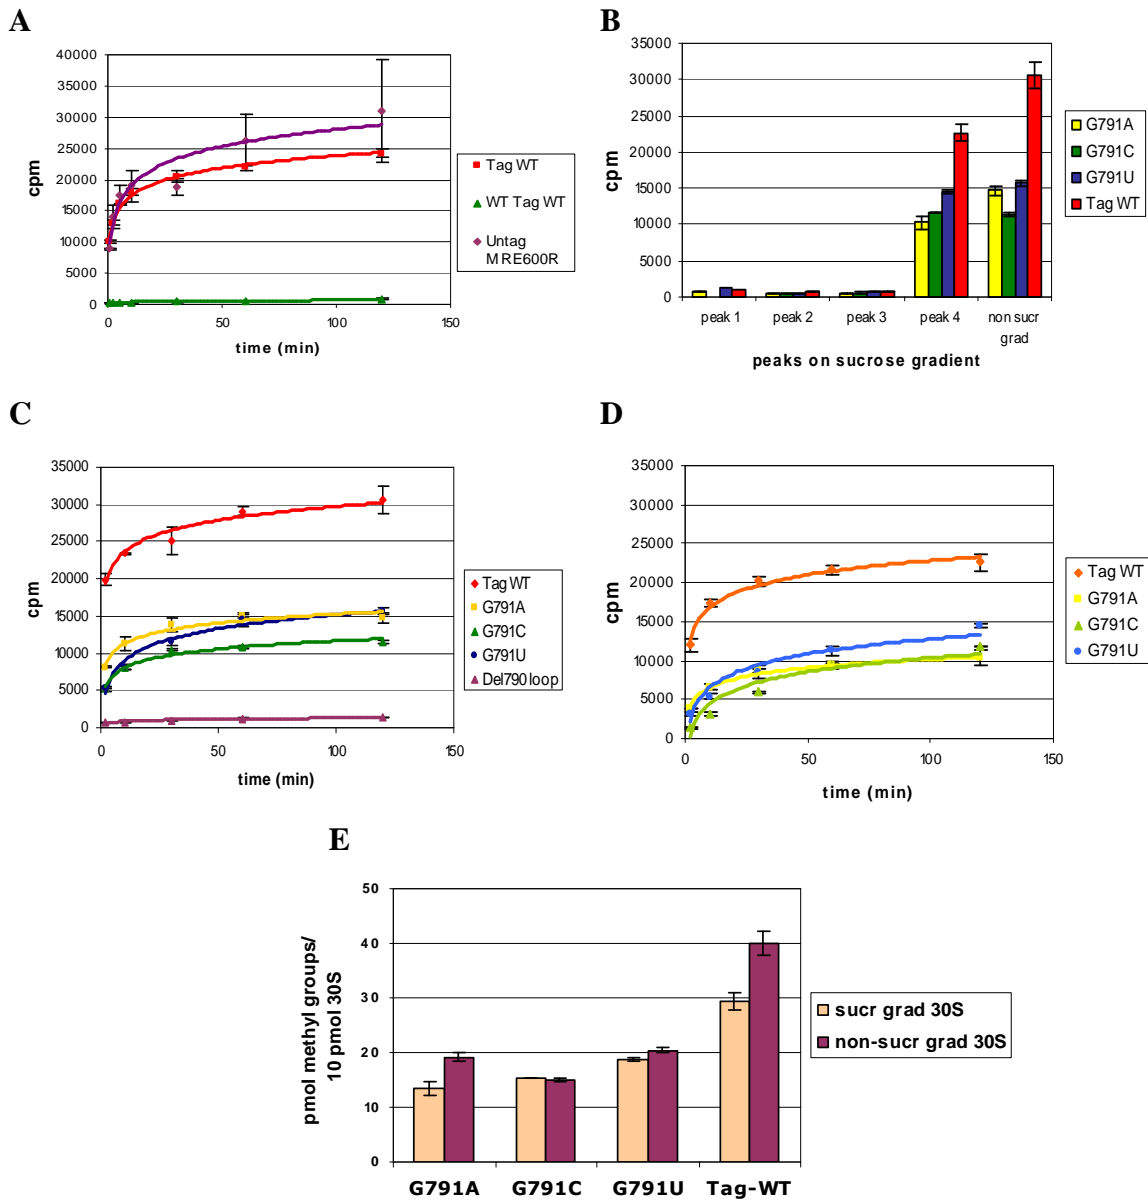 A
40000
35000
30000
25000
20000
15000
10000
5000
0
cpm
0
50
100
150
time (min)
Tag WT
WT Tag WT
Untag
MRE600R
B
35000
30000
25000
20000
15000
10000
5000
0
cpm
peak 1
peak 2
peak 3
peak 4
non sucr
grad
peaks on sucrose gradient
G791A
G791C
G791U
Tag WT
C
35000
30000
25000
20000
15000
10000
5000
0
cpm
0
50
100
150
time (min)
Tag WT
G791A
G791C
G791U
Del790 loop
D
35000
30000
25000
20000
15000
10000
5000
0
cpm
0
50
100
150
time (min)
Tag WT
G791A
G791C
G791U
E
50
40
30
20
10
0
pmol methyl groups/
10 pmol 30S
G791A
G791C
G791U
Tag-WT
sucr grad 30S
non-sucr grad 30S